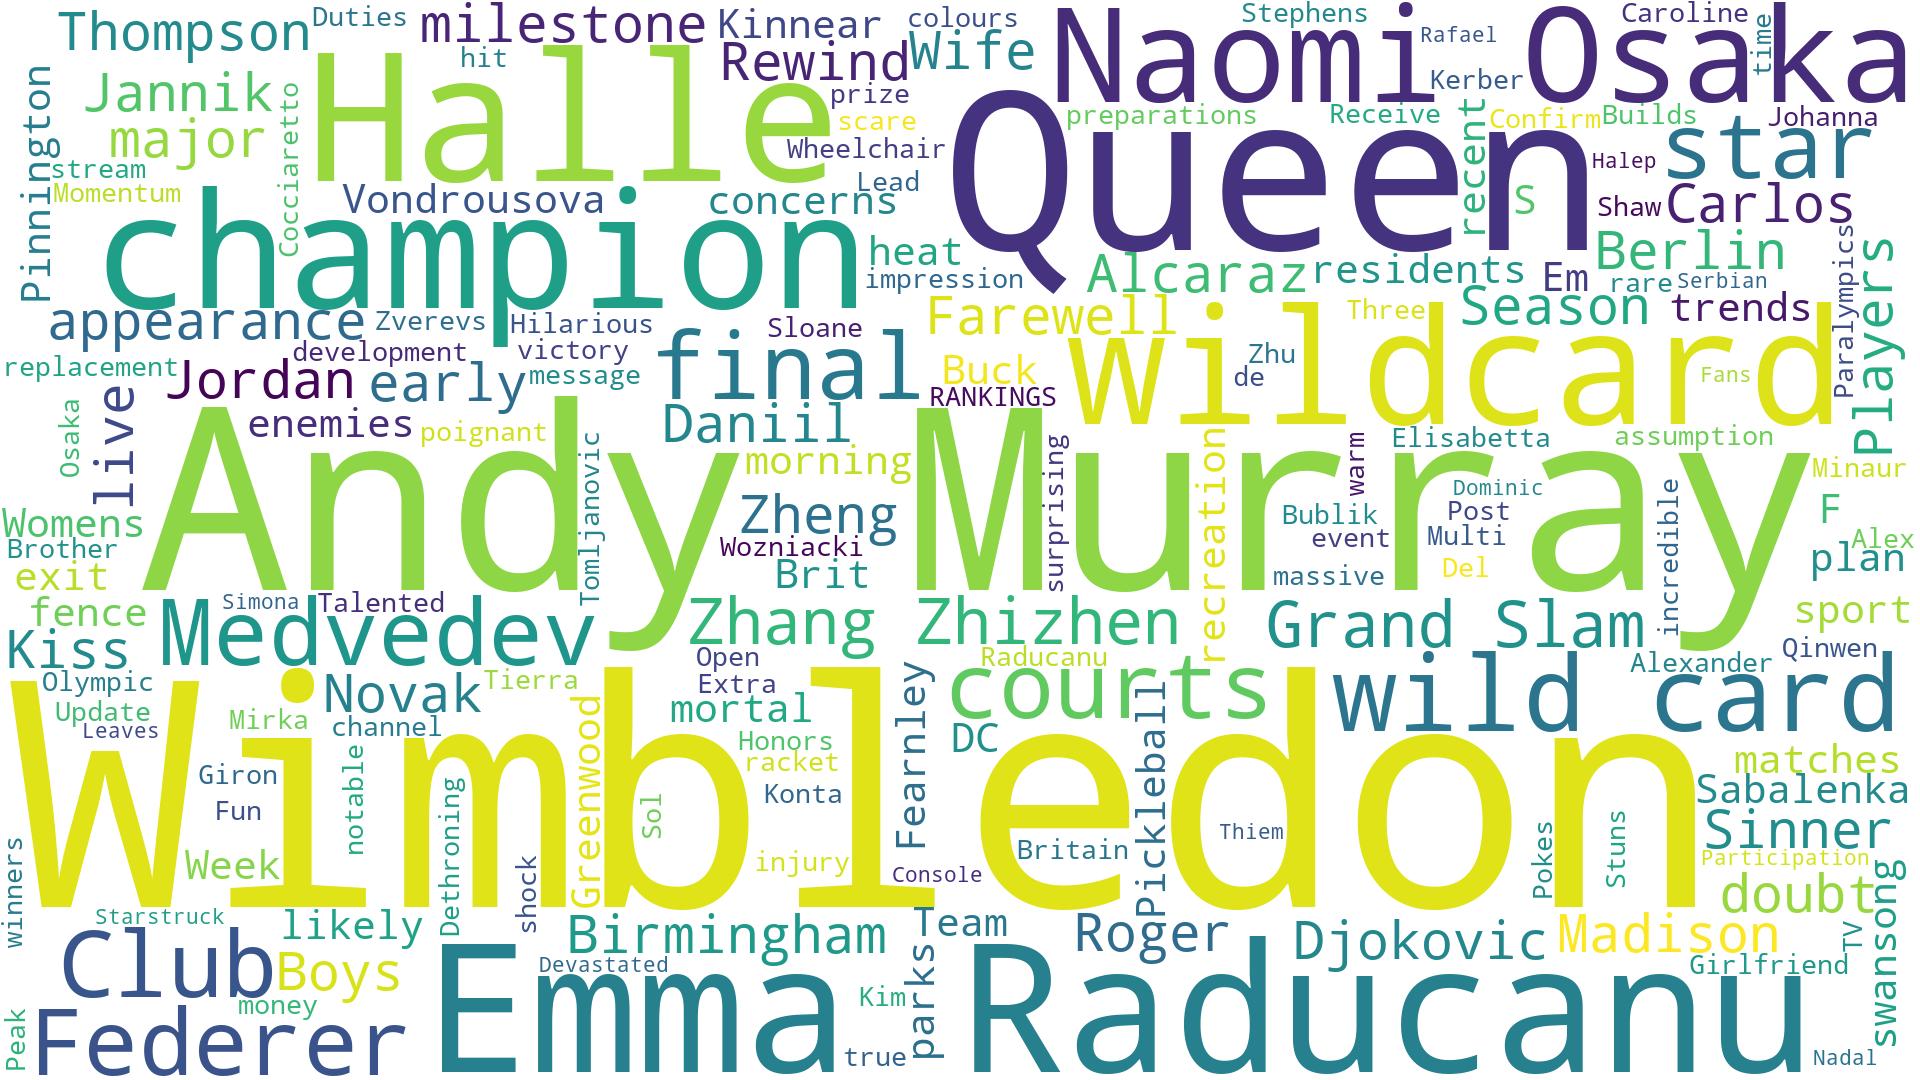 Thompson
Duties
milestone
Kinnear
colours
Wife
Stephens
Rafael
Caroline
time
Naomi Osaka
hit
Rewind
Kerber
Jannik
Halle
prize
scare
preparations
Receive
recent
Confirm
Builds
Johanna
star
major
Pinnington
Cocciaretto
Wheelchair
Queen
Halep
stream
Momentum
Lead
Vondrousova
concerns
S
Shaw
Carlos
champion
heat
impression
Alcaraz
residents
Em
Berlin
rare
Serbian
Paralympics
Players
appearance
Zverevs
Hilarious
Sloane
Farewell
Three
Season
trends
development
victory
final
wildcard
replacement
Jordan
early
message
Buck
Zhu
de
Fans
RANKINGS
live
Osaka
enemies
poignant
Daniil
Elisabetta
assumption
Andy Murray
Tomljanovic
morning
surprising
recreation
warm
Dominic
Minaur
incredible
Womens
Zheng
Bublik
Post
F
Brother
Wozniacki
event
Multi
Alex
exit
Brit
massive
Del
plan
fence
Simona
Talented
Medvedev
Zhang
Zhizhen
Grand Slam
sport
Kiss
Open
Raducanu
Alexander
Qinwen
Olympic
Novak
Tierra
Extra
courts
wild card
Update
Mirka
channel
Greenwood
mortal
Fearnley
Leaves
Honors
DC
Pickleball
racket
matches
Wimbledon
Giron
notable
Dethroning
Konta
Sabalenka
Fun
Sol
Thiem
Sinner
winners
Week
injury
Britain
Pokes
Stuns
Participation
shock
Console
doubt
swansong
Starstruck
likely
Birmingham
Team
Roger
Djokovic
Madison
TV
Club
Boys
Devastated
parks
Girlfriend
money
Emma Raducanu
Kim
Peak
Federer
true
Nadal